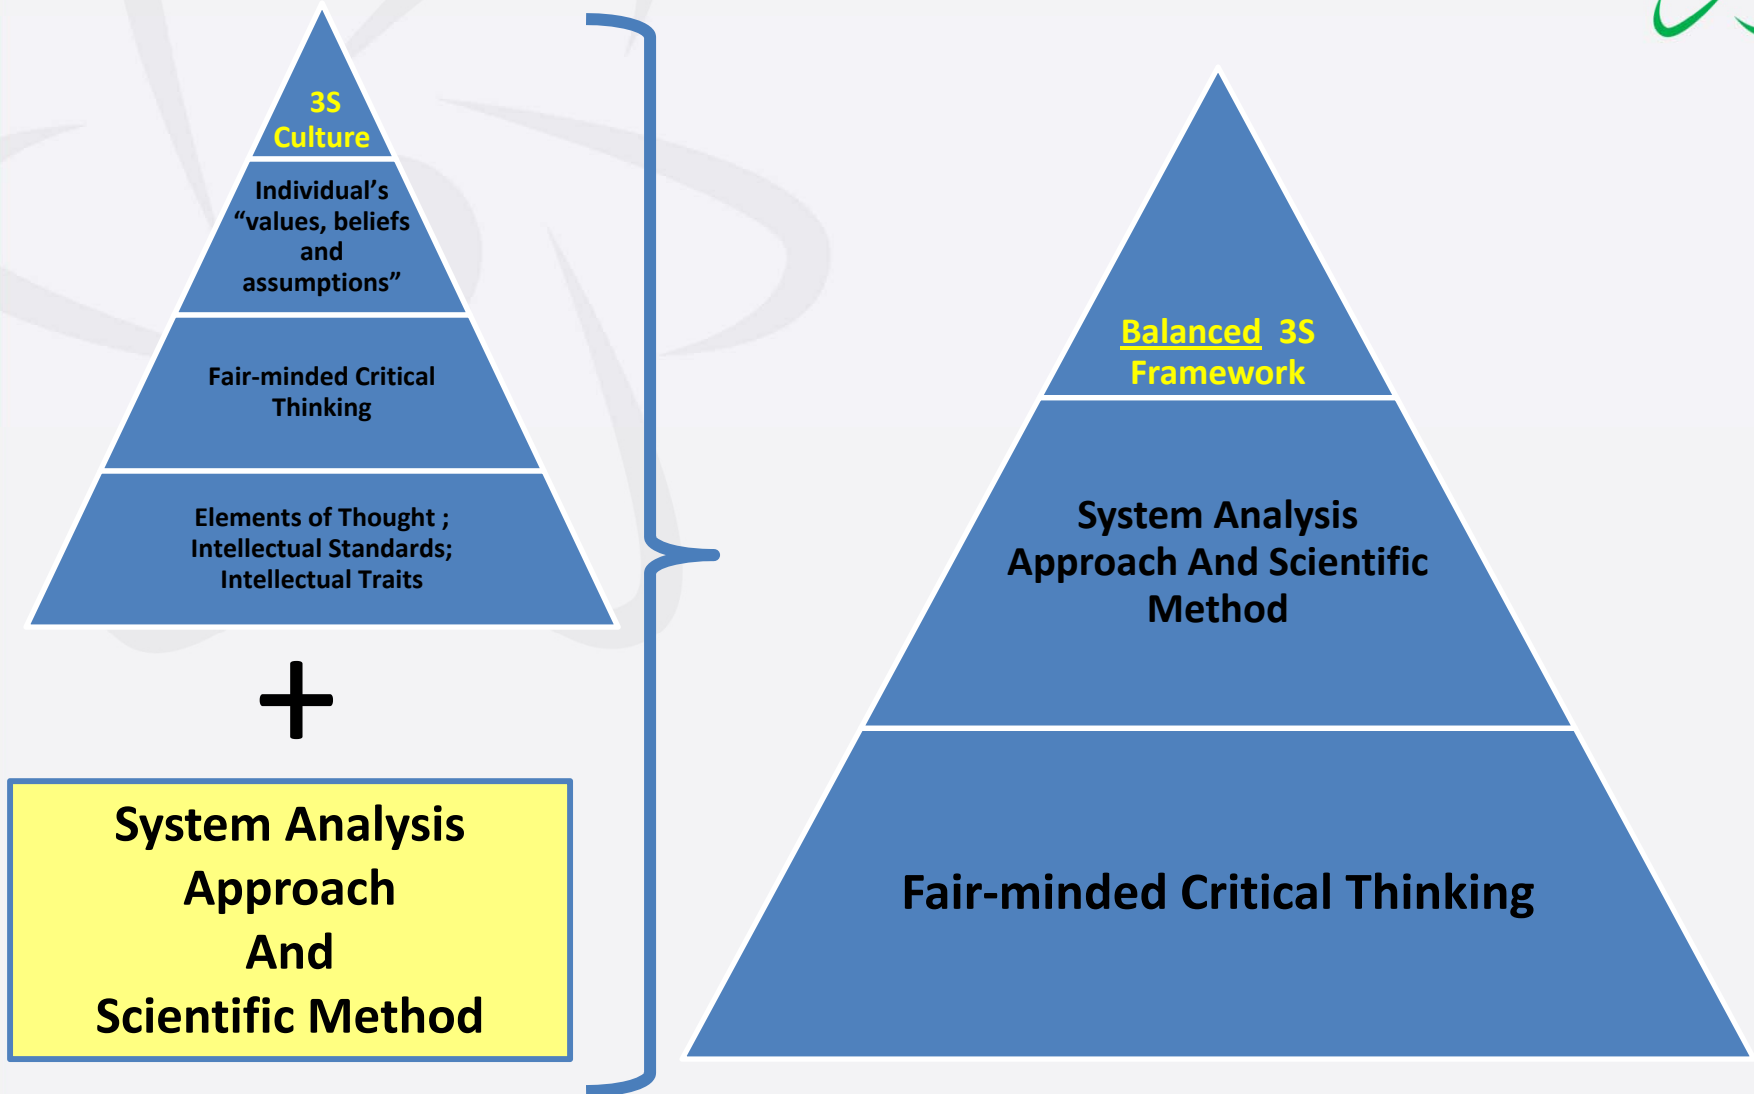 3S
Culture
Individual’s
“values, beliefs
and
assumptions”
Fair-minded Critical
Thinking
Elements of Thought ;
Intellectual Standards;
Intellectual Traits
+
System Analysis
Approach
And
Scientific Method
Balanced 3S
Framework
System Analysis
Approach And Scientific
Method
Fair-minded Critical Thinking